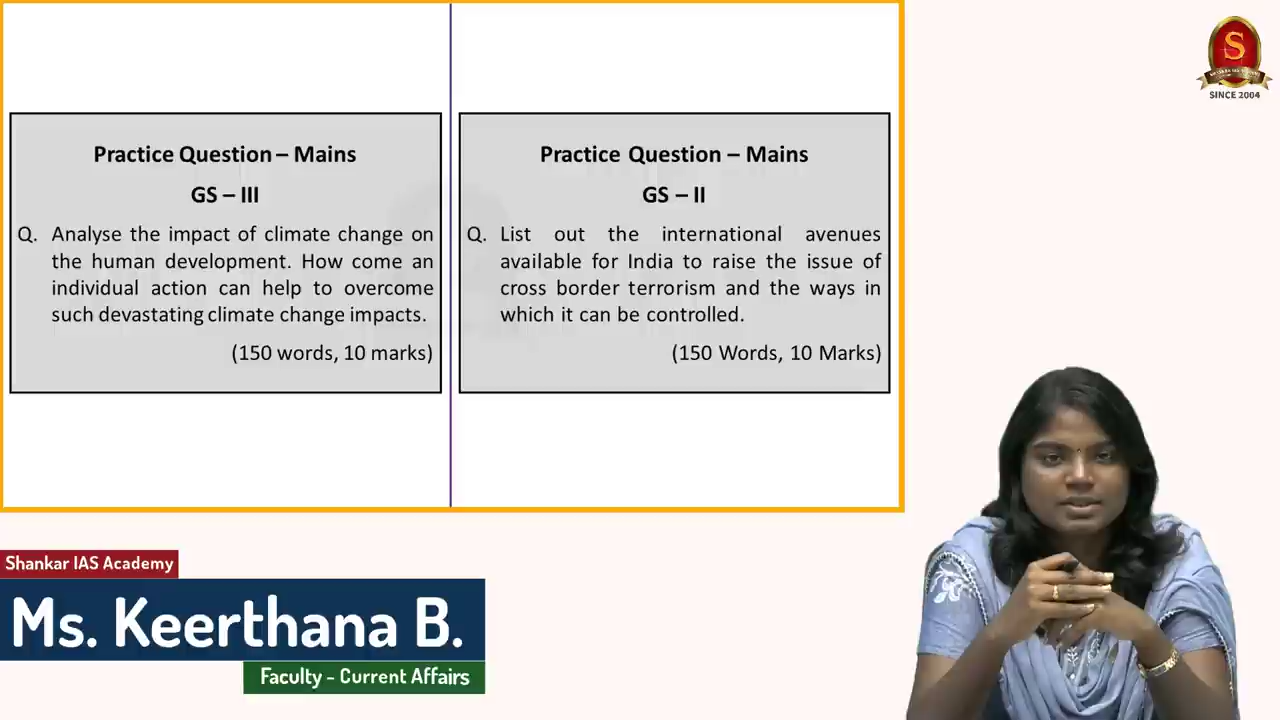 Practice Question – Mains
GS – III
Q. Analyse the impact of climate change on
the human development. How come an
individual action can help to overcome
such devastating climate change impacts.
(150 words, 10 marks)
Practice Question – Mains
GS – II
Q. List out the international avenues
available for India to raise the issue of
cross border terrorism and the ways in
which it can be controlled.
(150 Words, 10 Marks)
S
SINCE 2004
Shankar IAS Academy
Ms. Keerthana B.
Faculty - Current Affairs